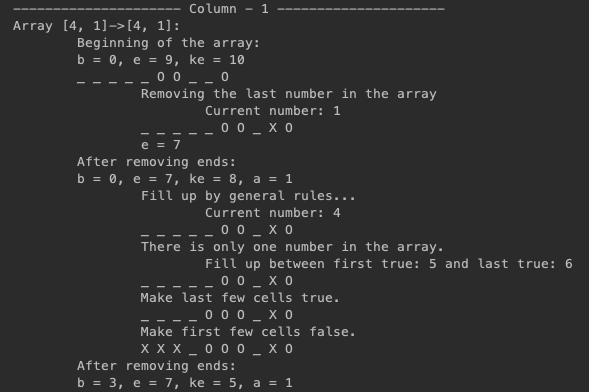 --------------------- Column - 1 ---------------------
Array [4, 1]->[4, 1]:
Beginning of the array:
b = 0, e = 9, ke = 10
_ _ _ _ _ O O _ _ O
Removing the last number in the array
Current number: 1
_ _ _ _ _ O O _ X O
e = 7
After removing ends:
b = 0, e = 7, ke = 8, a = 1
Fill up by general rules...
Current number: 4
_ _ _ _ _ O O _ X O
There is only one number in the array.
Fill up between first true: 5 and last true: 6
_ _ _ _ _ O O _ X O
Make last few cells true.
_ _ _ _ O O O _ X O
Make first few cells false.
X X X _ O O O _ X O
After removing ends:
b = 3, e = 7, ke = 5, a = 1